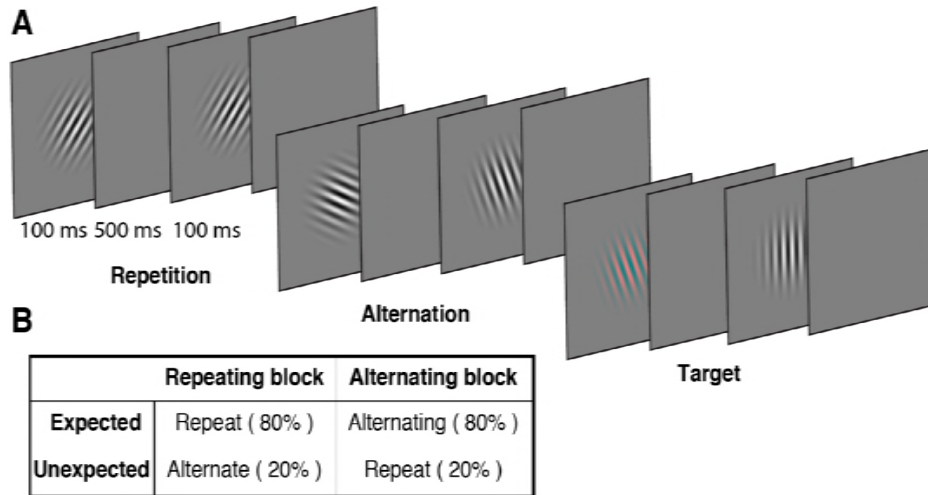 A
100 ms 500 ms 100 ms
Repetition
Alternation
Target
B
Repeating block Alternating block
Expected Repeat ( 80% ) Alternating ( 80% )
Unexpected Alternate ( 20% ) Repeat ( 20% )